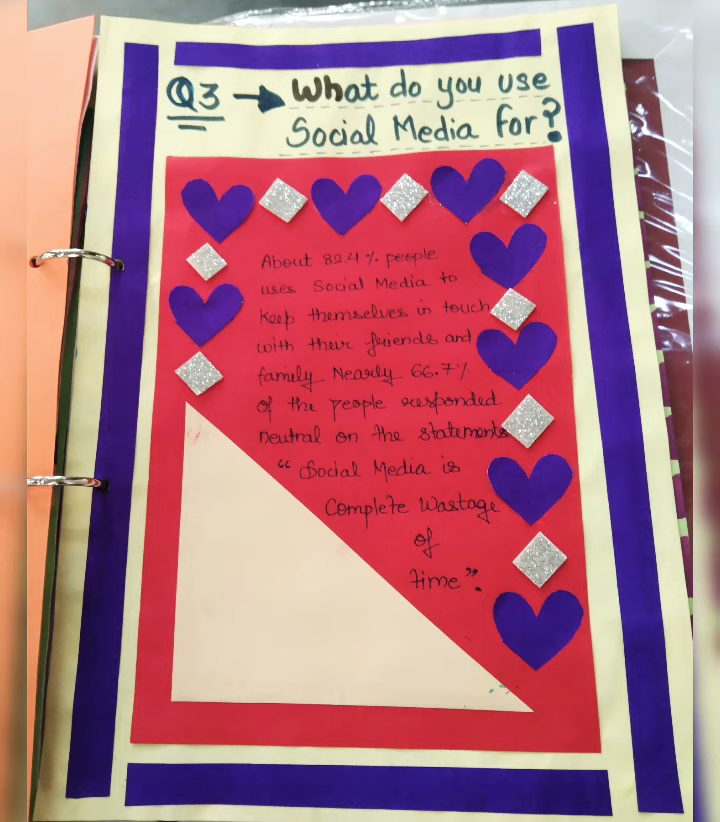 Q3 → What do you use
Social Media for?
About 82.4% people
uses Social Media to
keep themselves in touch
with their friends and
family Nearly 66.7%
of the people responded
neutral on the statements
“Social Media is
Complete Wastage
of
time”.